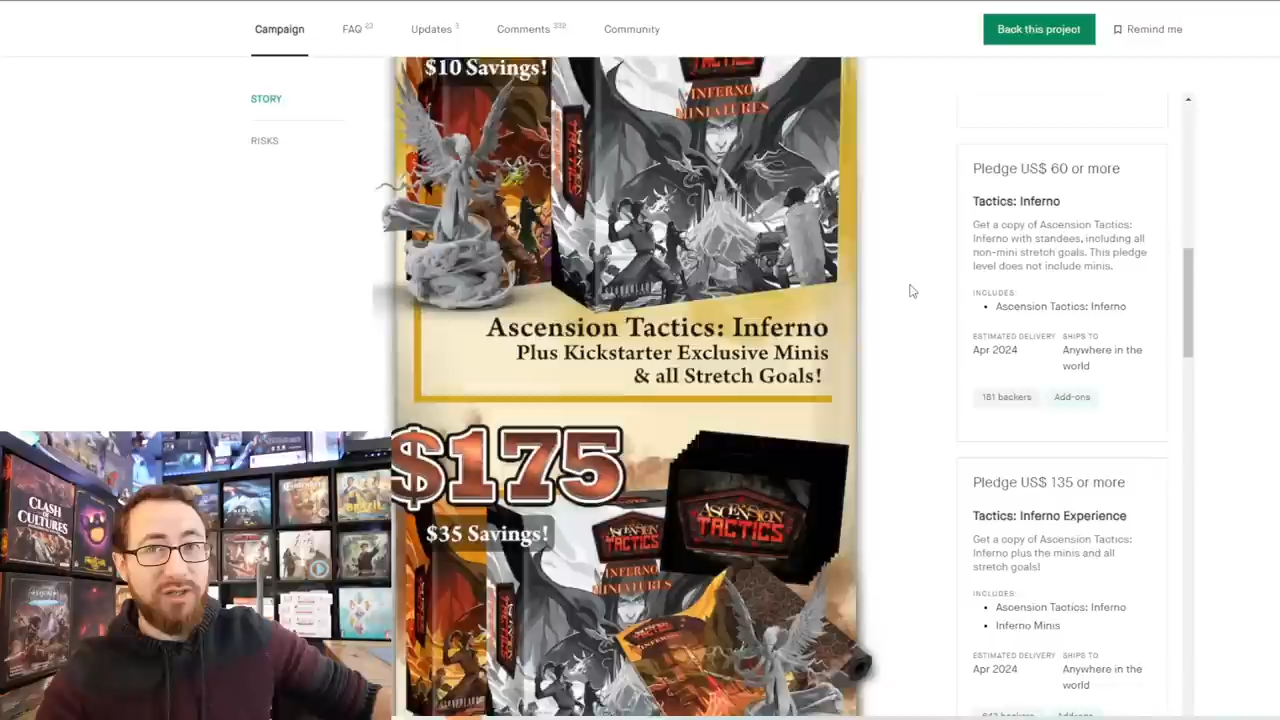 Campaign
FAQ 23
Updates 3
Comments 332
Community
Back this project
Remind me
STORY
RISKS
$10 Savings!
TACTICS
INFERNO
MINIATURES
Ascension Tactics: Inferno
Plus Kickstarter Exclusive Minis
& all Stretch Goals!
$175
$35 Savings!
ASCENSION
TACTICS
INFERNO
MINIATURES
ASCENSION
TACTICS
Pledge US$ 60 or more
Tactics: Inferno
Get a copy of Ascension Tactics:
Inferno with standees, including all
non-mini stretch goals. This pledge
level does not include minis.
INCLUDES:
• Ascension Tactics: Inferno
ESTIMATED DELIVERY
Apr 2024
SHIPS TO
Anywhere in the
world
181 backers
Add-ons
Pledge US$ 135 or more
Tactics: Inferno Experience
Get a copy of Ascension Tactics:
Inferno plus the minis and all
stretch goals!
INCLUDES:
• Ascension Tactics: Inferno
• Inferno Minis
ESTIMATED DELIVERY
Apr 2024
SHIPS TO
Anywhere in the
world
CLASH
OF
CULTURES